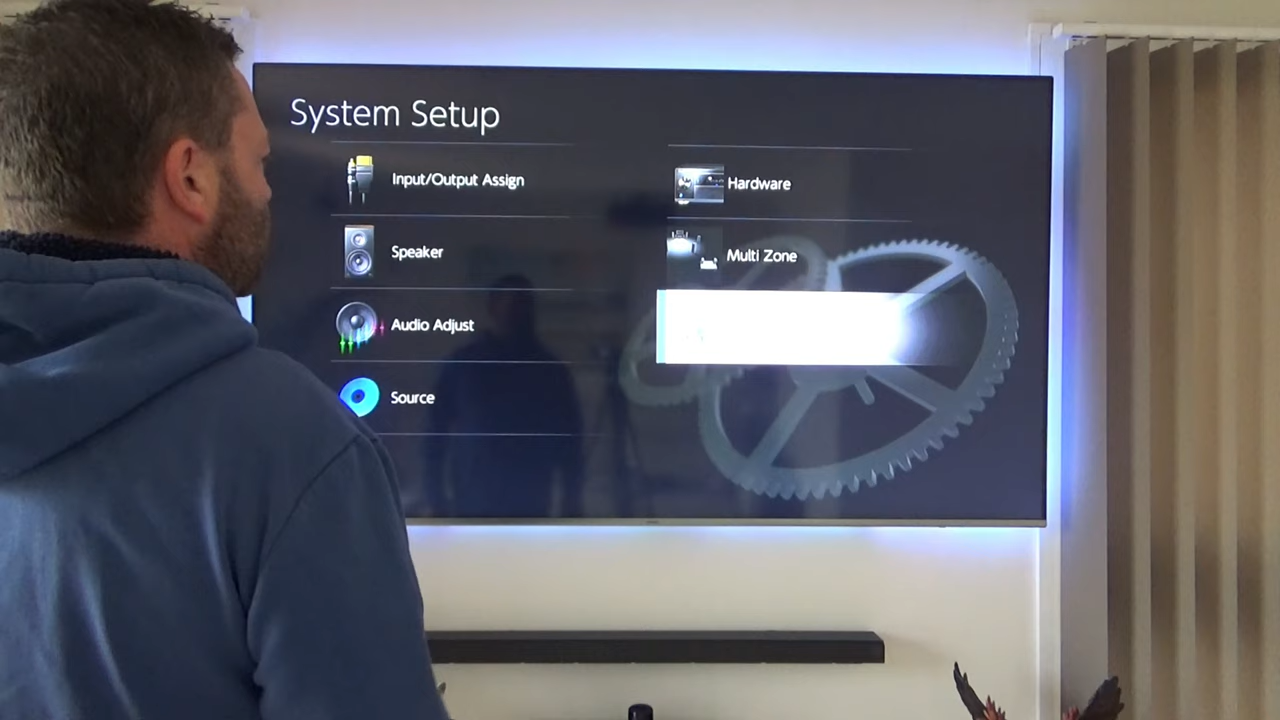 System Setup
Input/Output Assign
Speaker
Audio Adjust
Source
Hardware
Multi Zone